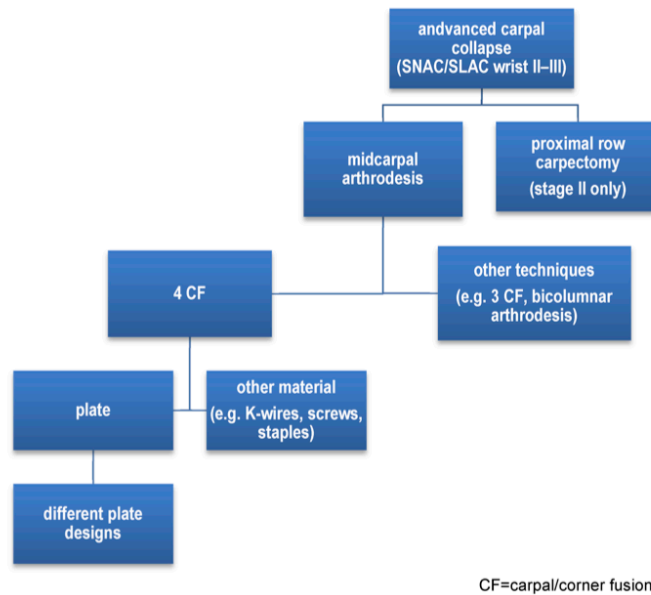 andvanced carpal
collapse
(SNAC/SLAC wrist II–III)
midcarpal
arthrodesis
proximal row
carpectomy
(stage II only)
4 CF
other techniques
(e.g. 3 CF, bicolumnar
arthrodesis)
plate
other material
(e.g. K-wires, screws,
staples)
different plate
designs
CF=carpal/corner fusion